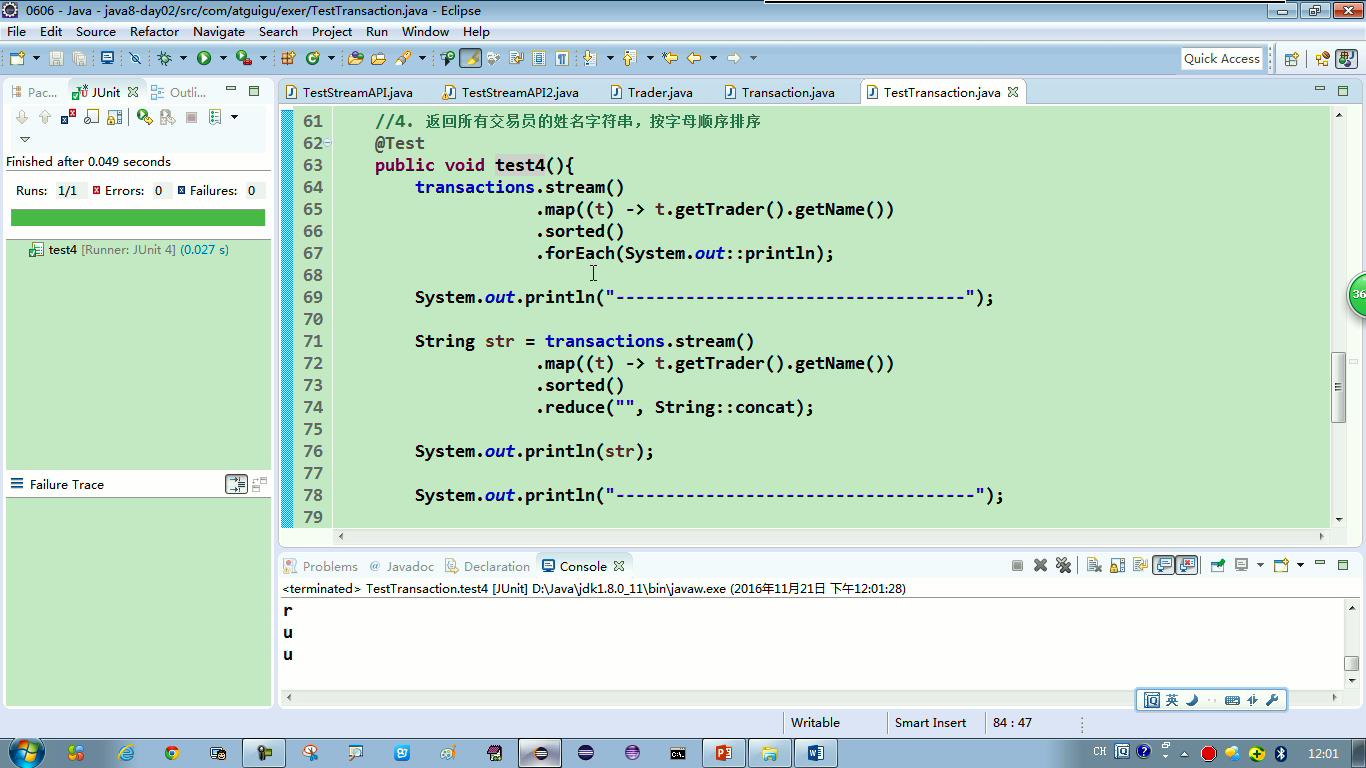 0606 - Java - java8-day02/src/com/atguigu/exer/TestTransaction.java - Eclipse
File Edit Source Refactor Navigate Search Project Run Window Help
Quick Access
Pac... JUnit Outli...
TestStreamAPI.java TestStreamAPI2.java Trader.java Transaction.java TestTransaction.java
Finished after 0.049 seconds
Runs: 1/1 Errors: 0 Failures: 0
test4 [Runner: JUnit 4] (0.027 s)
Failure Trace
61 //4. 返回所有交易员的姓名字符串，按字母顺序排序
62 @Test
63 public void test4(){
64 transactions.stream()
65 .map((t) -> t.getTrader().getName())
66 .sorted()
67 .forEach(System.out::println);
68
69 System.out.println("-----------------------------------");
70
71 String str = transactions.stream()
72 .map((t) -> t.getTrader().getName())
73 .sorted()
74 .reduce("", String::concat);
75
76 System.out.println(str);
77
78 System.out.println("------------------------------------");
79
36
Problems Javadoc Declaration Console
<terminated> TestTransaction.test4 [JUnit] D:\Java\jdk1.8.0_11\bin\javaw.exe (2016年11月21日 下午12:01:28)
r
u
u
英
Writable Smart Insert 84 : 47
CH 12:01